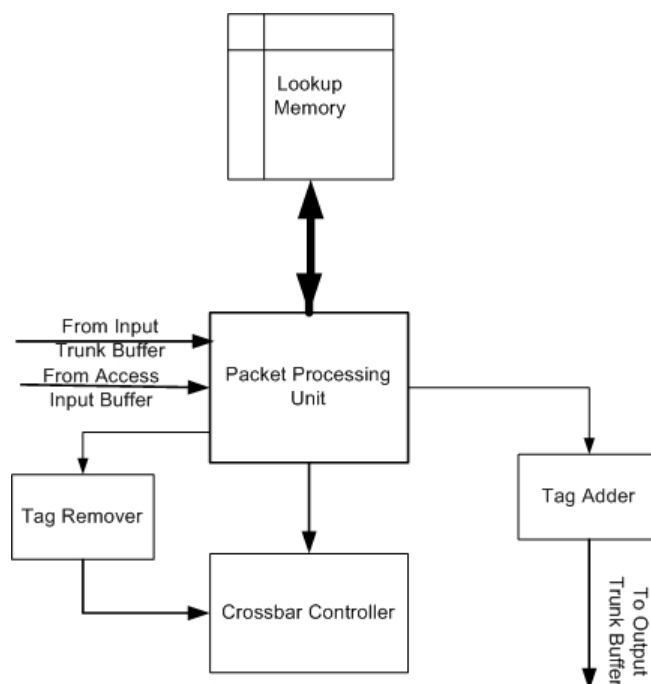 Lookup
Memory
From Input
Trunk Buffer
From Access
Input Buffer
Packet Processing
Unit
Tag Remover
Tag Adder
Crossbar Controller
To Output
Trunk Buffer